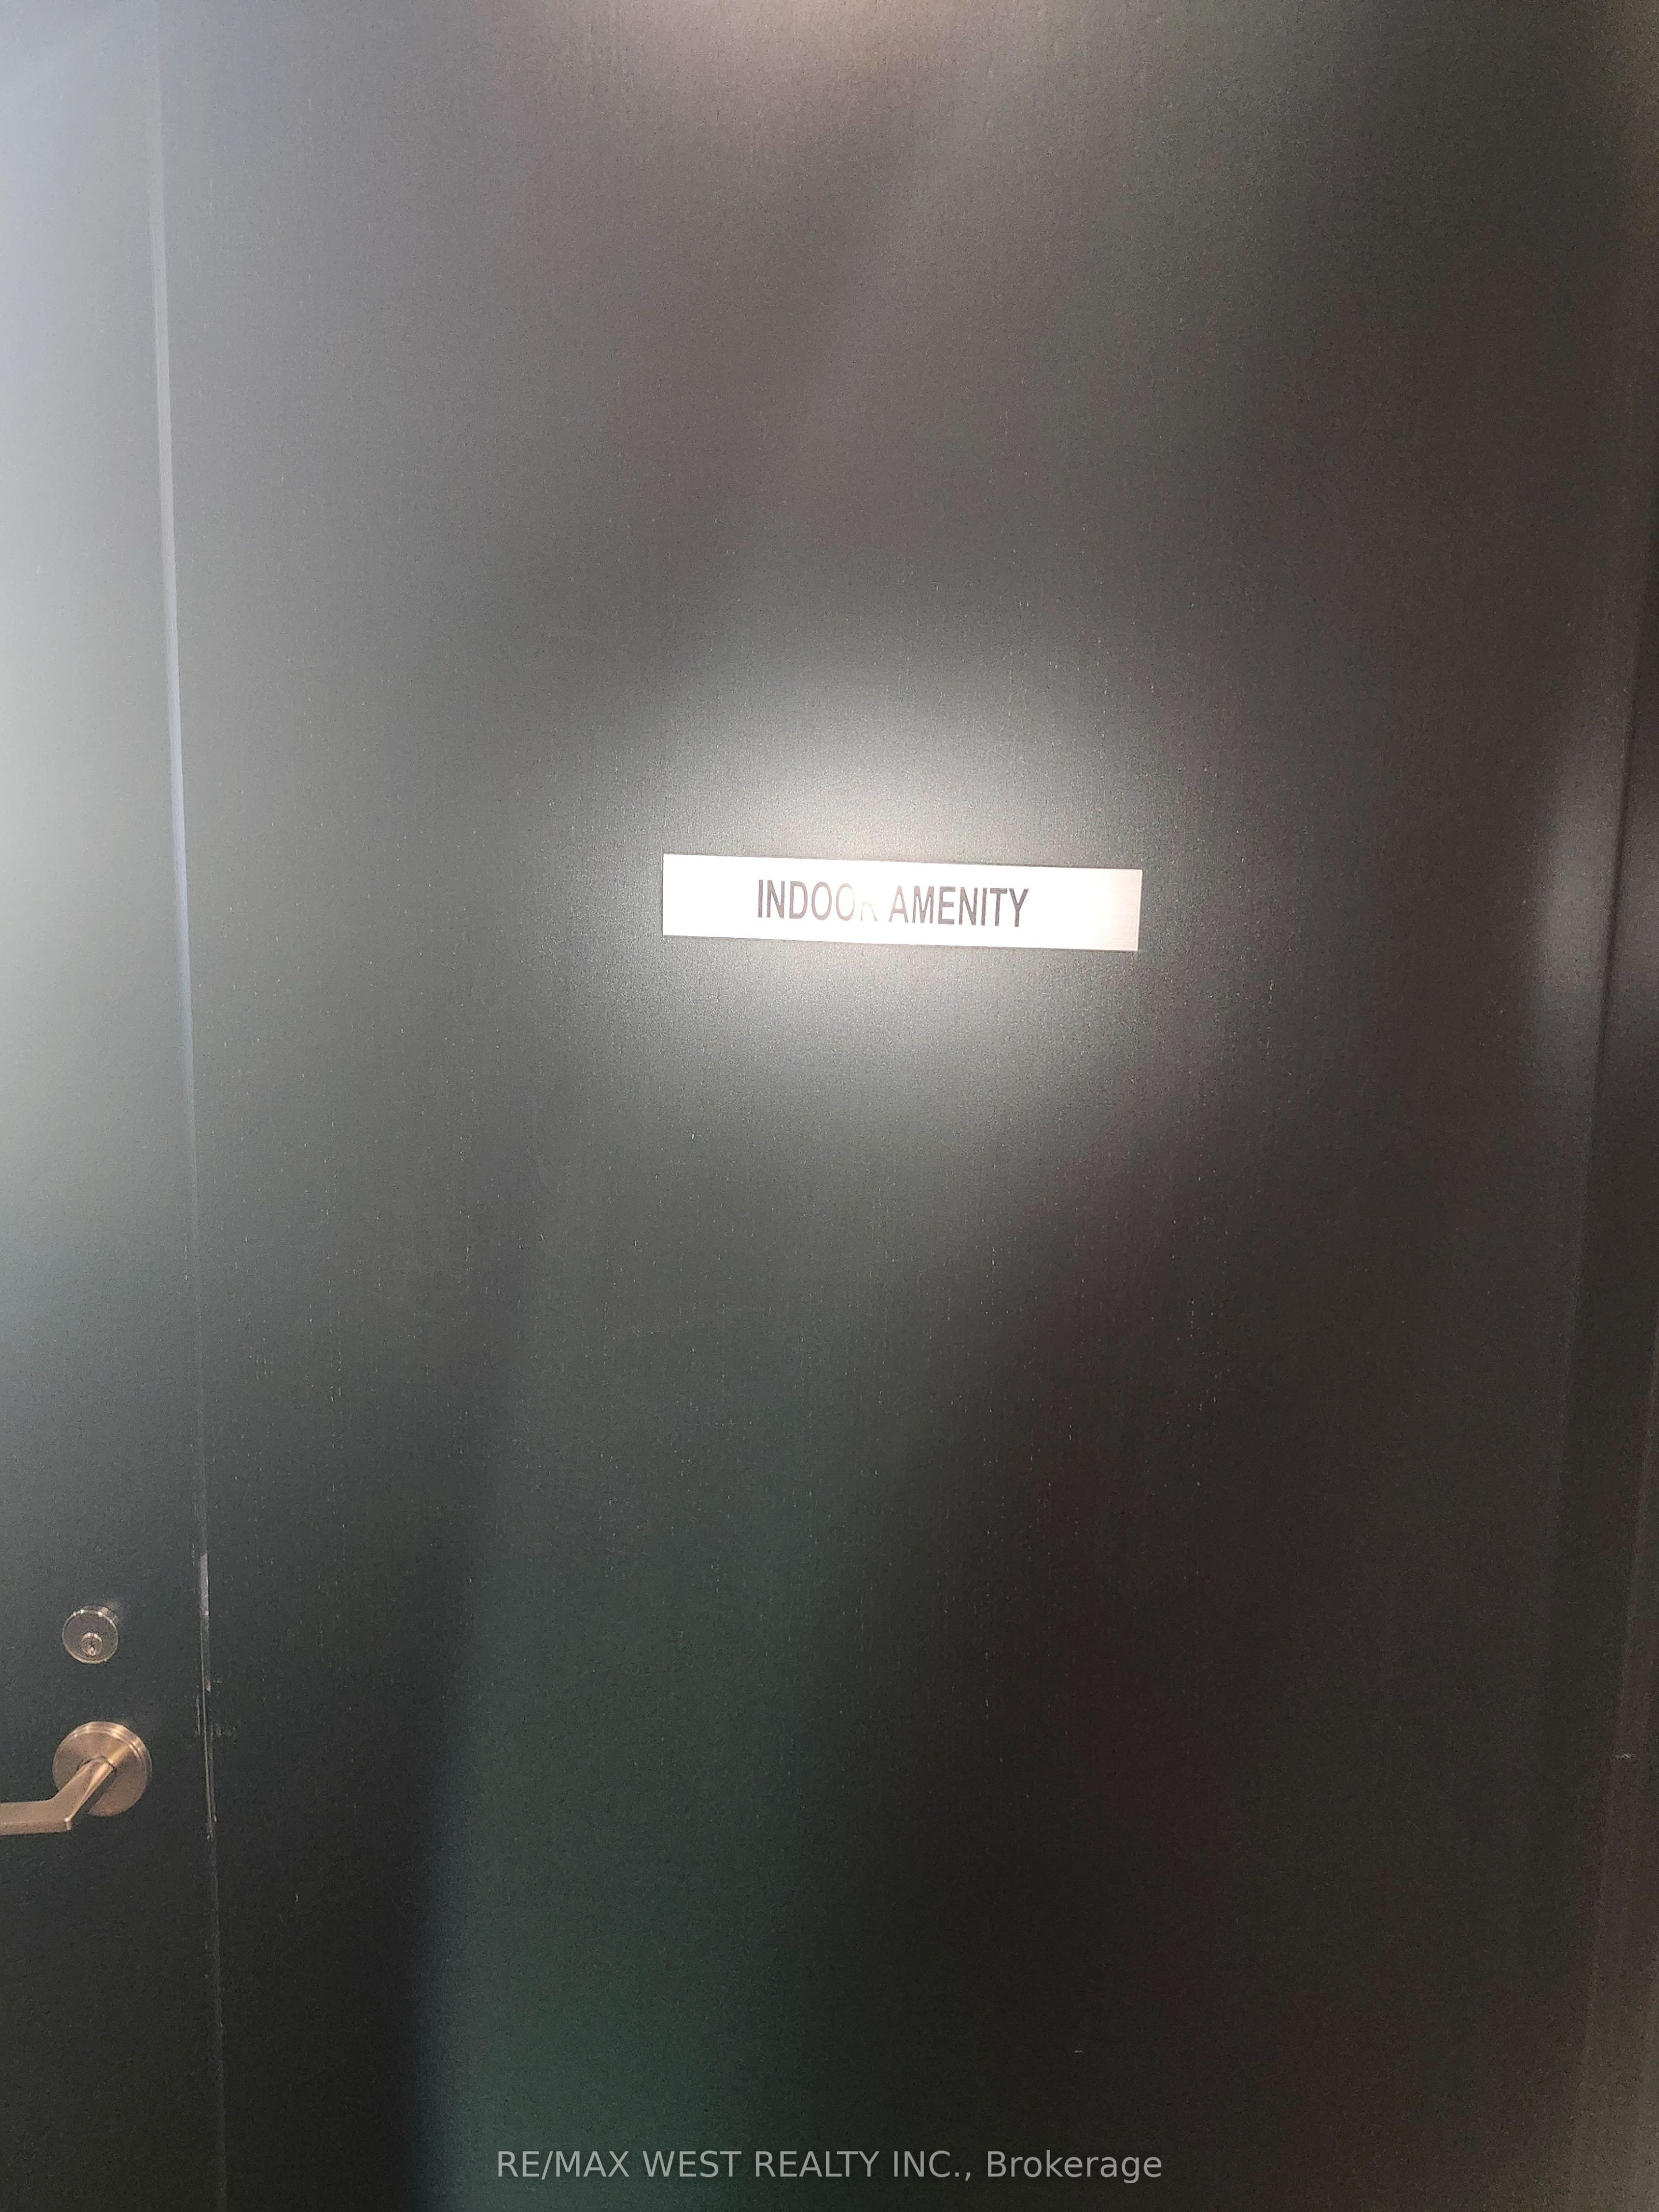 INDOOR AMENITY
RE/MAX WEST REALTY INC., Brokerage